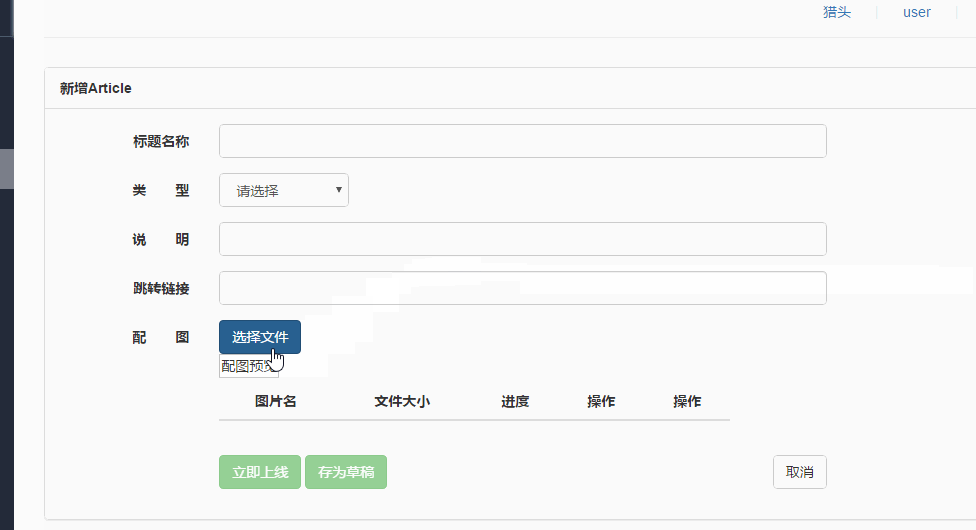 猎头 user
新增Article
标题名称
类 型 请选择
说 明
跳转链接
配 图 选择文件
配图预览
图片名 文件大小 进度 操作 操作
立即上线 存为草稿 取消